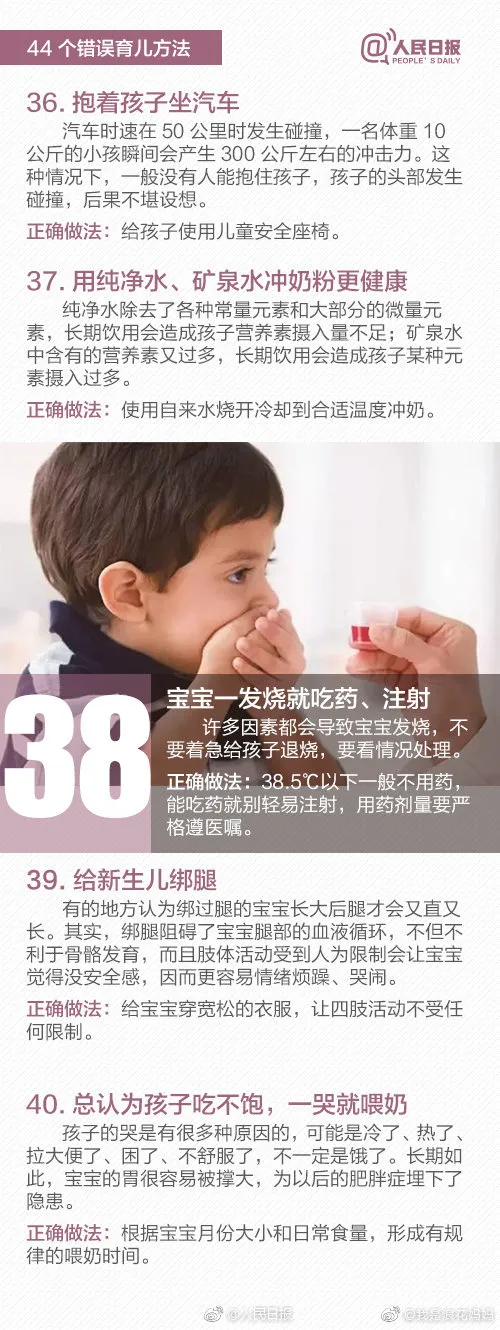 44 个错误育儿方法
@人民日报
PEOPLE'S DAILY
36. 抱着孩子坐汽车
汽车时速在 50 公里时发生碰撞，一名体重 10
公斤的小孩瞬间会产生 300 公斤左右的冲击力。这
种情况下，一般没有人能抱住孩子，孩子的头部发生
碰撞，后果不堪设想。
正确做法：给孩子使用儿童安全座椅。
37. 用纯净水、矿泉水冲奶粉更健康
纯净水除去了各种常量元素和大部分的微量元
素，长期饮用会造成孩子营养素摄入量不足；矿泉水
中含有的营养素又过多，长期饮用会造成孩子某种元
素摄入过多。
正确做法：使用自来水烧开冷却到合适温度冲奶。
38
宝宝一发烧就吃药、注射
许多因素都会导致宝宝发烧，不
要着急给孩子退烧，要看情况处理。
正确做法：38.5℃以下一般不用药，
能吃药就别轻易注射，用药剂量要严
格遵医嘱。
39. 给新生儿绑腿
有的地方认为绑过腿的宝宝长大后腿才会又直又
长。其实，绑腿阻碍了宝宝腿部的血液循环，不但不
利于骨骼发育，而且肢体活动受到人为限制会让宝宝
觉得没安全感，因而更容易情绪烦躁、哭闹。
正确做法：给宝宝穿宽松的衣服，让四肢活动不受任
何限制。
40. 总认为孩子吃不饱，一哭就喂奶
孩子的哭是有很多种原因的，可能是冷了、热了、
拉大便了、困了、不舒服了，不一定是饿了。长期如
此，宝宝的胃很容易被撑大，为以后的肥胖症埋下了
隐患。
正确做法：根据宝宝月份大小和日常食量，形成有规
律的喂奶时间。
@人民日报
@我是浪花妈妈